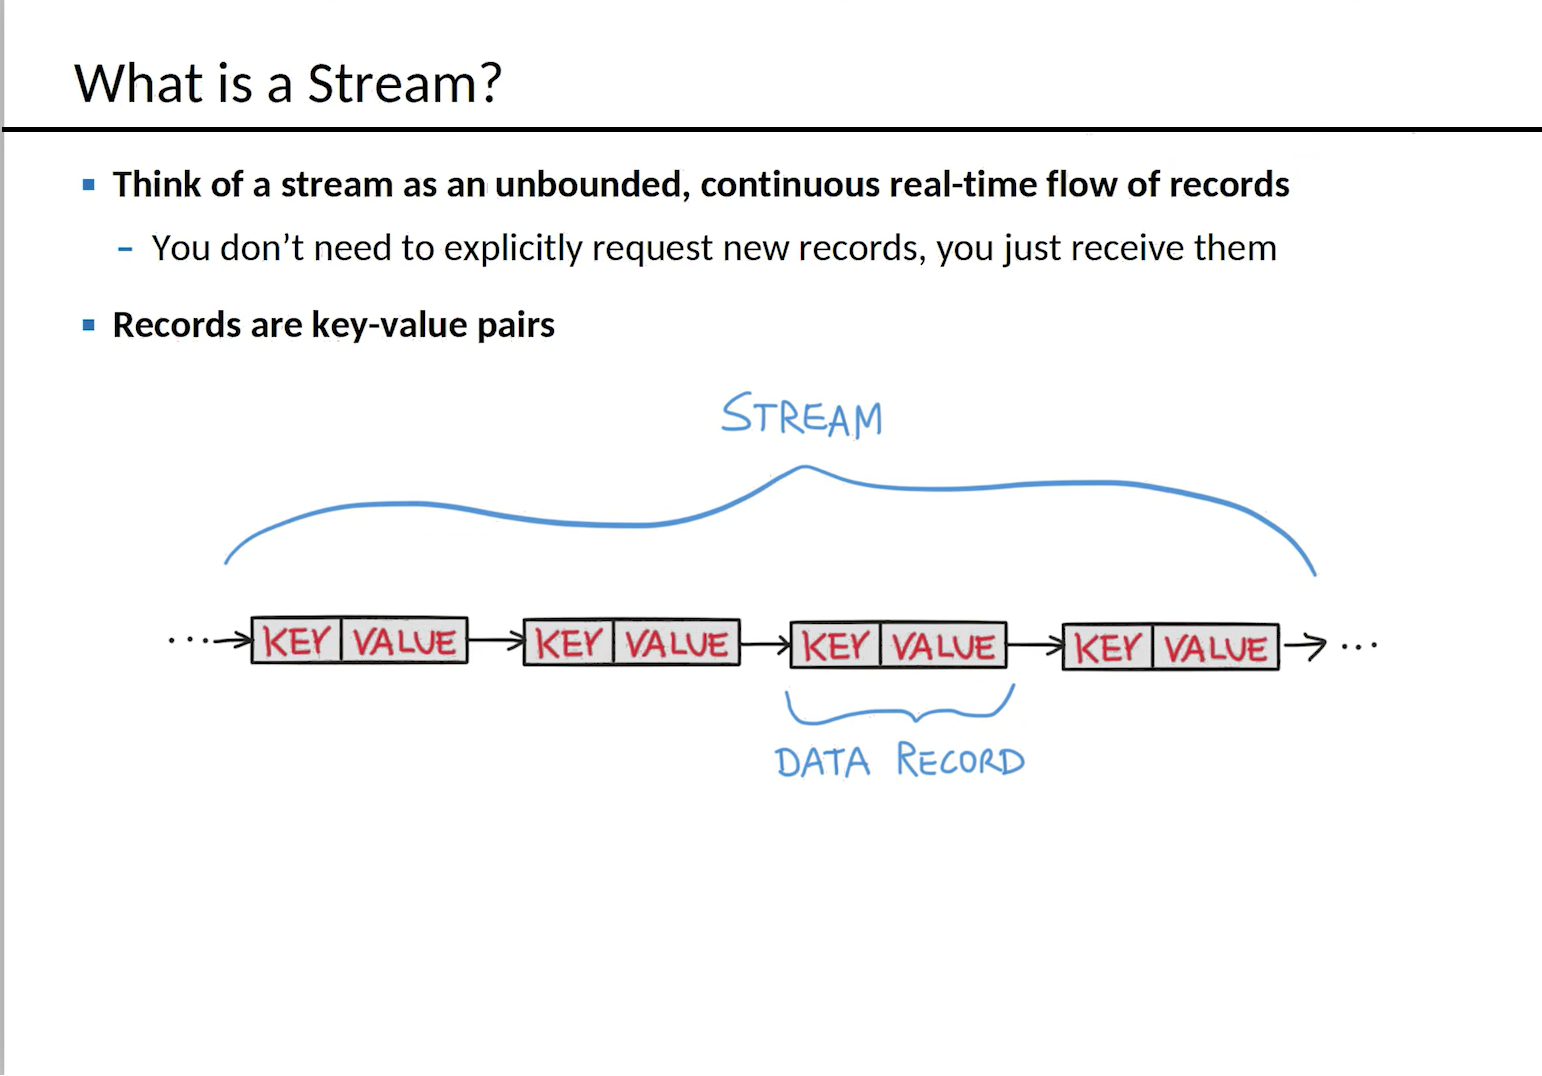 What is a Stream?
▪ Think of a stream as an unbounded, continuous real-time flow of records
– You don’t need to explicitly request new records, you just receive them
▪ Records are key-value pairs
STREAM
... KEY VALUE KEY VALUE KEY VALUE KEY VALUE ...
DATA RECORD